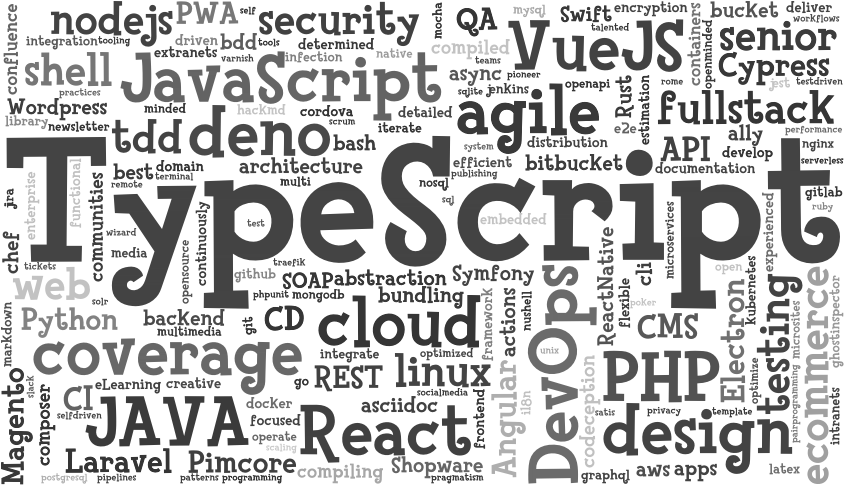 confluence
nodejs
PWA
self
security
mocha
QA
mysql
Swift
encryption
containers
bucket
deliver
workflows
integration
tooling
driven
bdd
tools
determined
compiled
talented
openminded
senior
extranets
varnish
infection
native
teams
VueJS
Cypress
shell
JavaScript
async
pioneer
openapi
rome
jest
testdriven
practices
sqlite
jenkins
Rust
estimation
Wordpress
minded
hackmd
cordova
detailed
agile
fullstack
library
newsletter
tdd
deno
scrum
bash
iterate
distribution
e2e
API
ally
performance
nginx
system
efficient
publishing
bitbucket
develop
serverless
documentation
TypeScript
best
domain
terminal
remote
architecture
multi
nosql
sql
gitlab
ruby
jra
enterprise
functional
communities
wizard
media
continuously
opensource
test
embedded
microservices
experienced
chef
tickets
traefik
github
SOAP
abstraction
Symfony
ReactNative
cli
open
web
solr
phpunit
mongodb
bundling
nushell
flexible
poker
kubernetes
ecommerce
ghostinspector
markdown
Python
backend
multimedia
git
CD
cloud
framework
actions
DevOps
unix
CMS
Electron
testing
microsites
coverage
integrate
optimized
go
REST
linux
socialmedia
Angular
i18n
PHP
optimize
pairprogramming
Magento
slack
composer
CI
selfdriven
eLearning
creative
JAVA
docker
focused
operate
scaling
asciidoc
React
frontend
codeception
satis
privacy
template
design
intranets
Laravel
Pimcore
compiling
Shopware
pragmatism
postgresql
pipelines
patterns
programming
graphql
aws
apps
latex